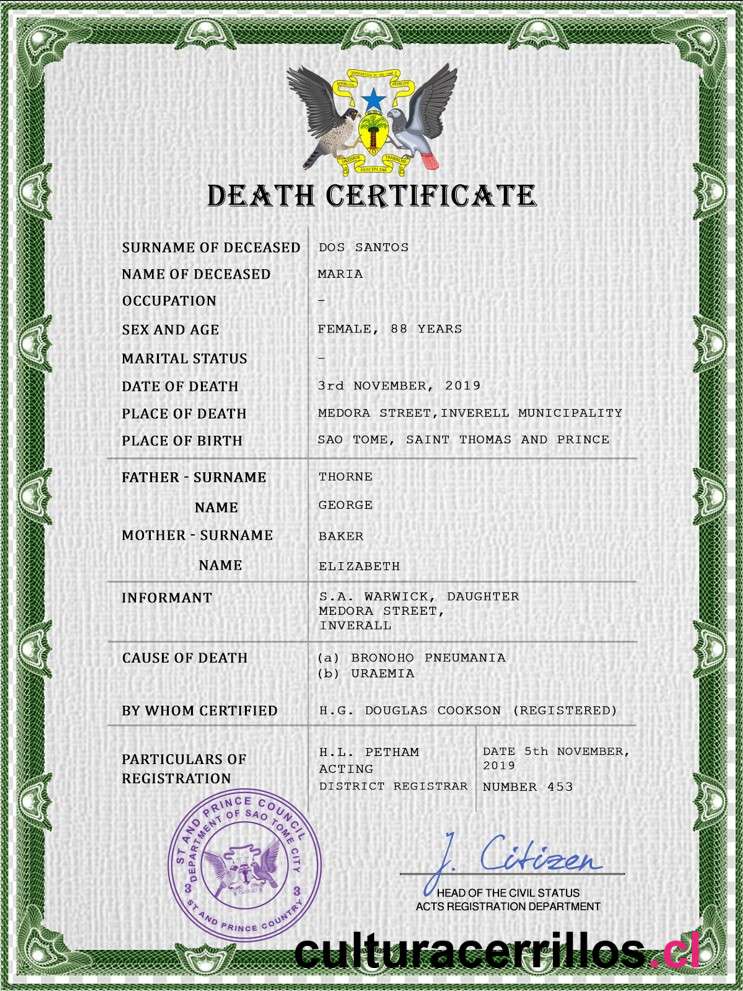 DEATH CERTIFICATE
SURNAME OF DECEASED DOS SANTOS
NAME OF DECEASED MARIA
OCCUPATION –
SEX AND AGE FEMALE, 88 YEARS
MARITAL STATUS –
DATE OF DEATH 3rd NOVEMBER, 2019
PLACE OF DEATH MEDORA STREET,INVERELL MUNICIPALITY
PLACE OF BIRTH SAO TOME, SAINT THOMAS AND PRINCE
FATHER - SURNAME THORNE
NAME GEORGE
MOTHER - SURNAME BAKER
NAME ELIZABETH
INFORMANT S.A. WARWICK, DAUGHTER
MEDORA STREET,
INVERALL
CAUSE OF DEATH (a) BRONOHO PNEUMANIA
(b) URAEMIA
BY WHOM CERTIFIED H.G. DOUGLAS COOKSON (REGISTERED)
PARTICULARS OF
REGISTRATION
H.L. PETHAM
ACTING
DISTRICT REGISTRAR
DATE 5th NOVEMBER,
2019
NUMBER 453
ST AND PRINCE COUNCIL
DEPARTMENT OF SAO TOME CITY
3 3
ST AND PRINCE COUNTRY
J. Citizen
HEAD OF THE CIVIL STATUS
ACTS REGISTRATION DEPARTMENT
culturacerrillos.cl